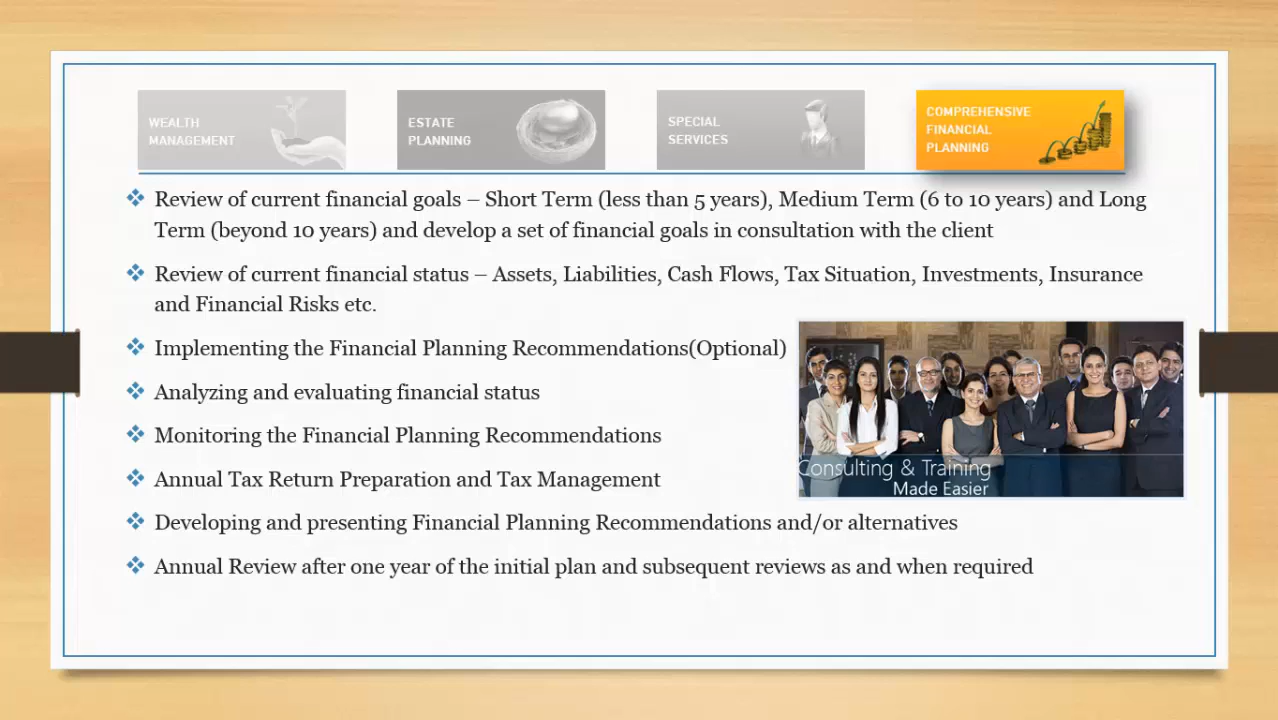 WEALTH
MANAGEMENT
ESTATE
PLANNING
SPECIAL
SERVICES
COMPREHENSIVE
FINANCIAL
PLANNING
Review of current financial goals – Short Term (less than 5 years), Medium Term (6 to 10 years) and Long
Term (beyond 10 years) and develop a set of financial goals in consultation with the client
Review of current financial status – Assets, Liabilities, Cash Flows, Tax Situation, Investments, Insurance
and Financial Risks etc.
Implementing the Financial Planning Recommendations(Optional)
Analyzing and evaluating financial status
Monitoring the Financial Planning Recommendations
Annual Tax Return Preparation and Tax Management
Consulting & Training
Made Easier
Developing and presenting Financial Planning Recommendations and/or alternatives
Annual Review after one year of the initial plan and subsequent reviews as and when required